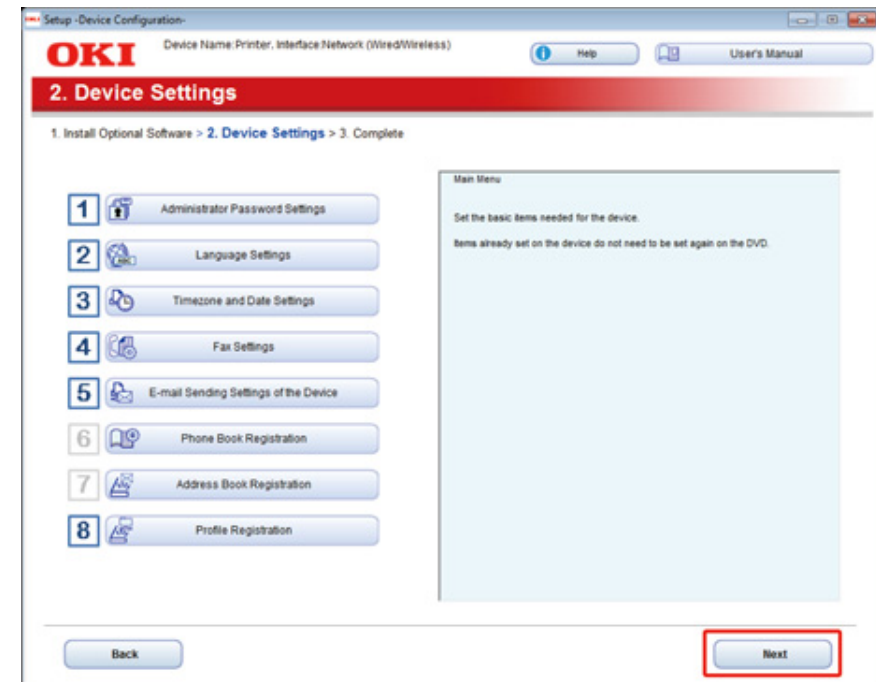 Setup -Device Configuration-
OKI
Device Name:Printer. Interface:Network (Wired/Wireless)
Help
User's Manual
2. Device Settings
1. Install Optional Software > 2. Device Settings > 3. Complete
Main Menu
Set the basic items needed for the device.
Items already set on the device do not need to be set again on the DVD.
1 Administrator Password Settings
2 Language Settings
3 Timezone and Date Settings
4 Fax Settings
5 E-mail Sending Settings of the Device
6 Phone Book Registration
7 Address Book Registration
8 Profile Registration
Back
Next